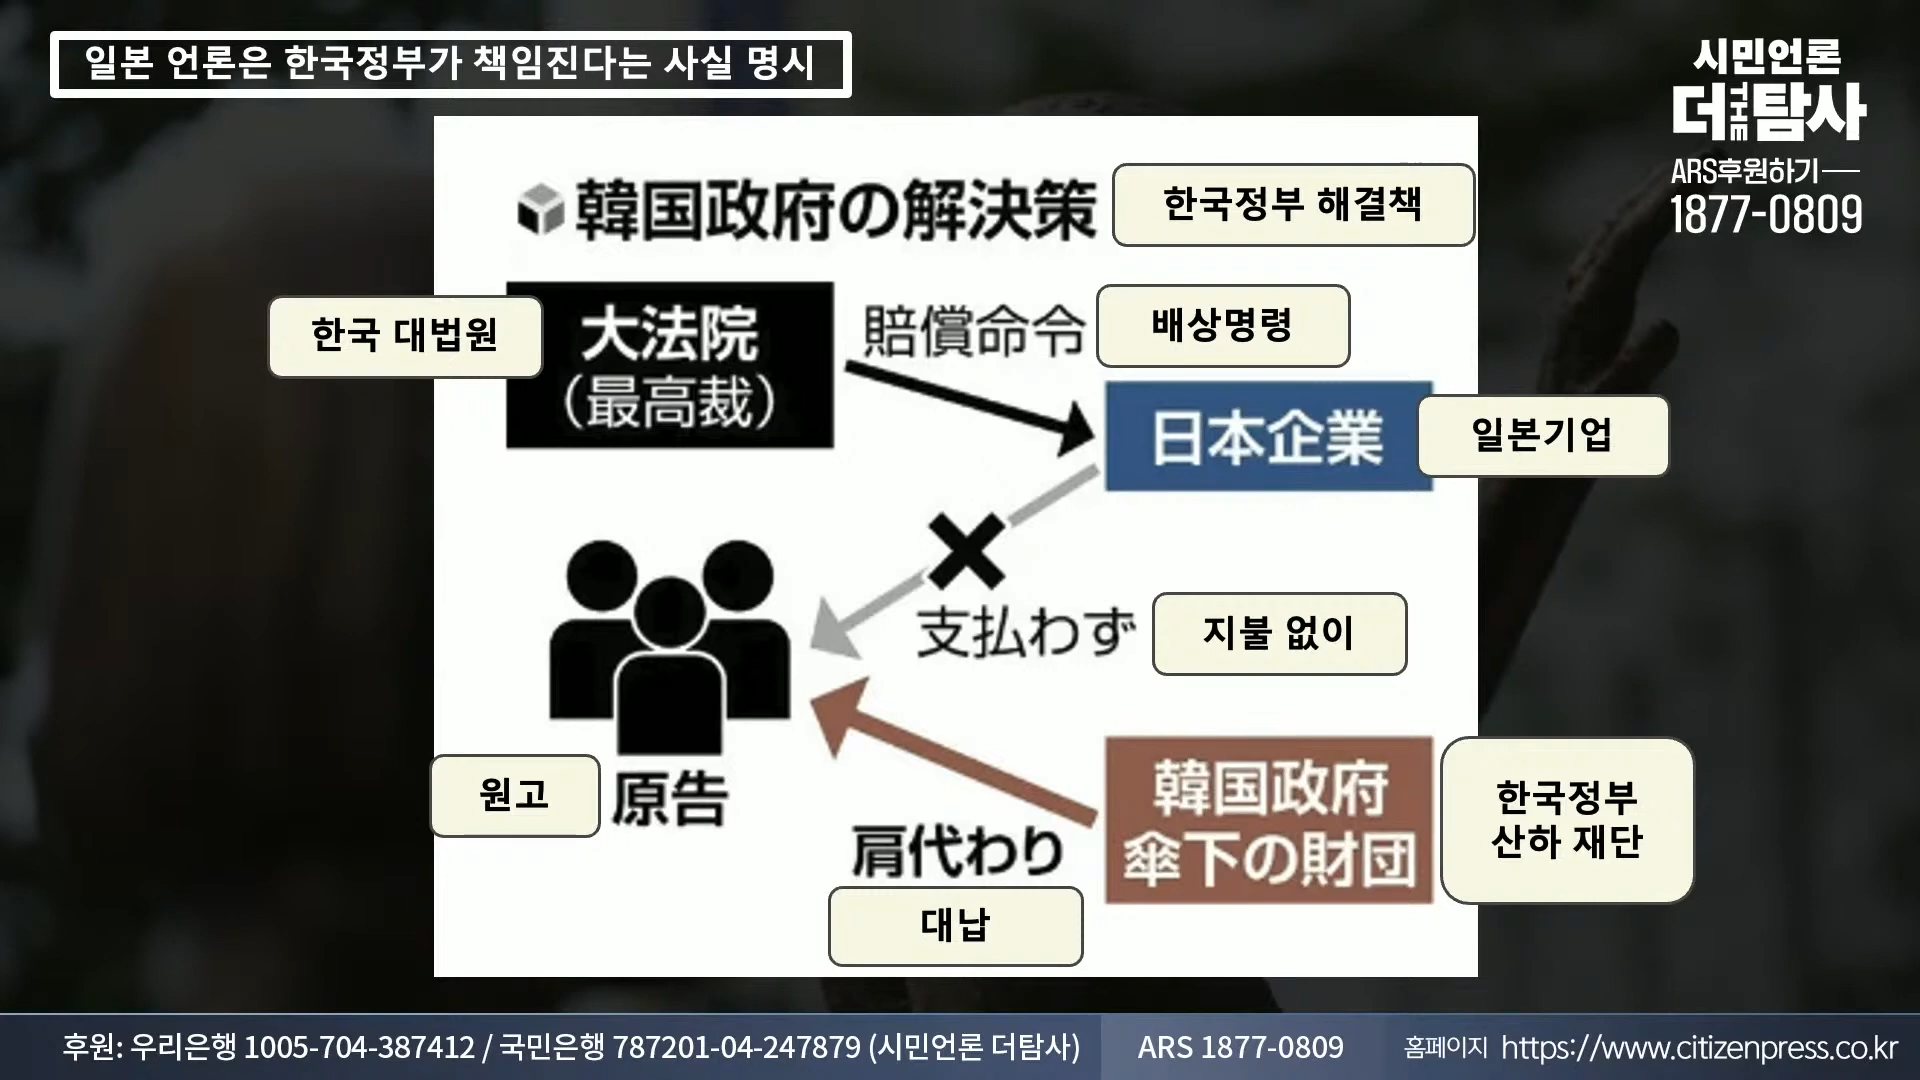 일본 언론은 한국정부가 책임진다는 사실 명시
시민언론
더탐사
THE
ARS후원하기
1877-0809
韓国政府の解決策
한국정부 해결책
한국 대법원
大法院
(最高裁)
賠償命令
배상명령
日本企業
일본기업
支払わず
지불 없이
원고
原告
肩代わり
대납
韓国政府
傘下の財団
한국정부
산하 재단
후원: 우리은행 1005-704-387412 / 국민은행 787201-04-247879 (시민언론 더탐사)
ARS 1877-0809
홈페이지 https://www.citizenpress.co.kr